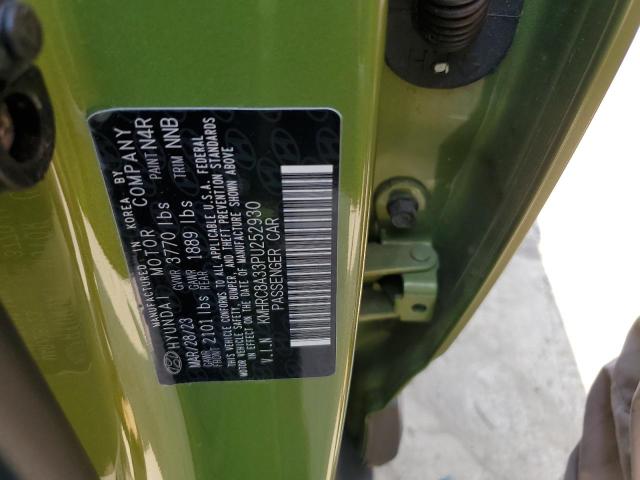 MANUFACTURED IN KOREA BY
HYUNDAI MOTOR COMPANY
MAR/28/23 GVWR 3770 lbs PAINT N4R
GAWR FRONT 2101 lbs GAWR REAR 1889 lbs TRIM NNB
THIS VEHICLE CONFORMS TO ALL APPLICABLE U.S.A. FEDERAL
MOTOR VEHICLE SAFETY, BUMPER, AND THEFT PREVENTION STANDARDS
IN EFFECT ON THE DATE OF MANUFACTURE SHOWN ABOVE.
V.I.N KMHRC8A33PU252930
PASSENGER CAR